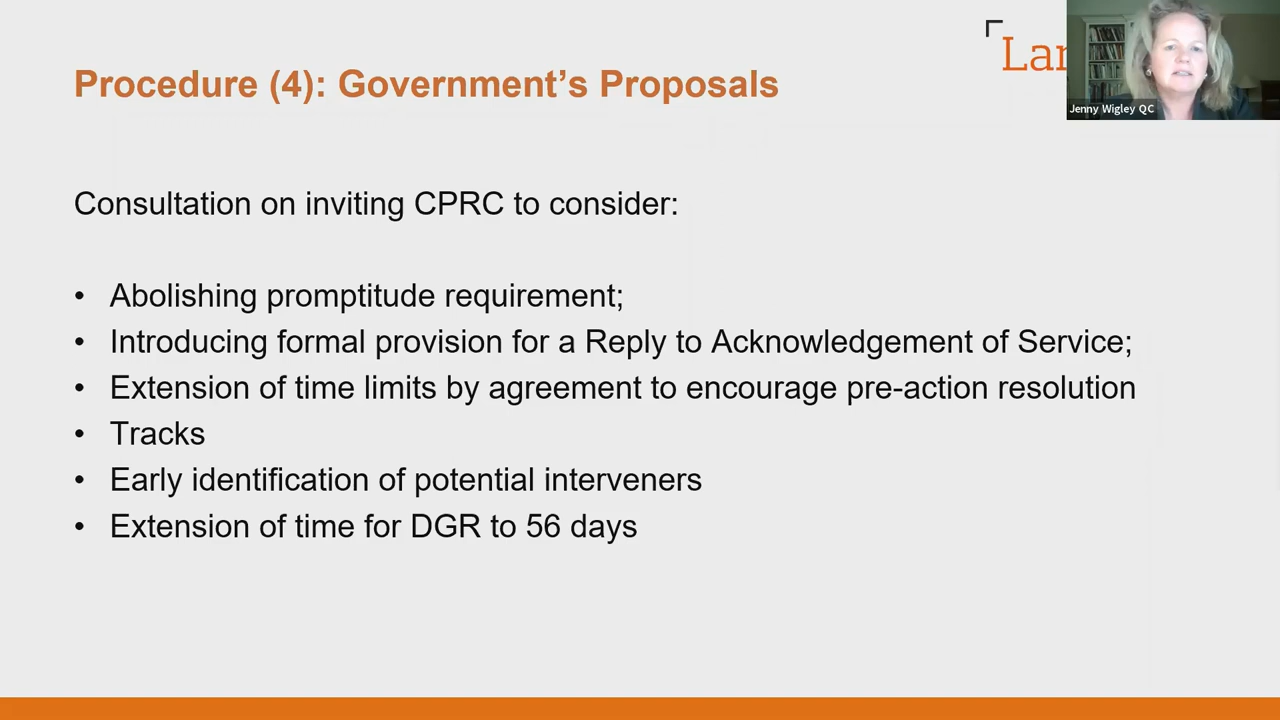 Procedure (4): Government’s Proposals
Jenny Wigley QC
Consultation on inviting CPRC to consider:
• Abolishing promptitude requirement;
• Introducing formal provision for a Reply to Acknowledgement of Service;
• Extension of time limits by agreement to encourage pre-action resolution
• Tracks
• Early identification of potential interveners
• Extension of time for DGR to 56 days